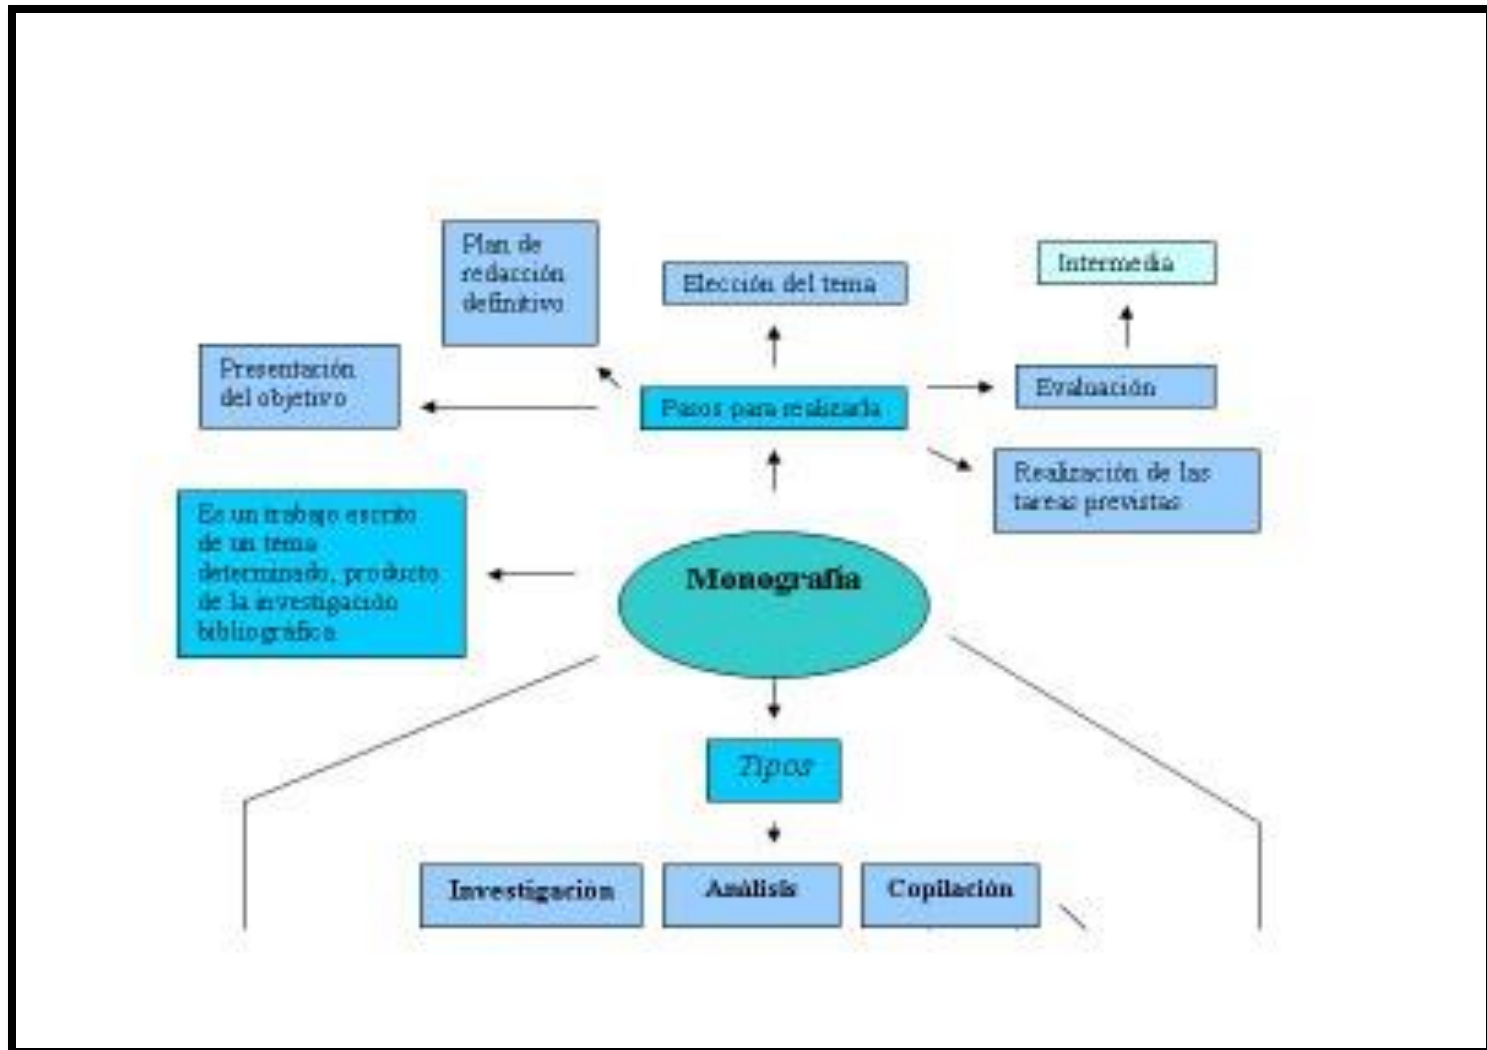 Plan de
redacción
definitivo
Elección del tema
Intermedia
Presentación
del objetivo
Pasos para realizarla
Evaluación
Realización de las
tareas previstas
Es un trabajo escrito
de un tema
determinado, producto
de la investigación
bibliográfica
Monografía
Tipos
Investigación
Análisis
Copilación